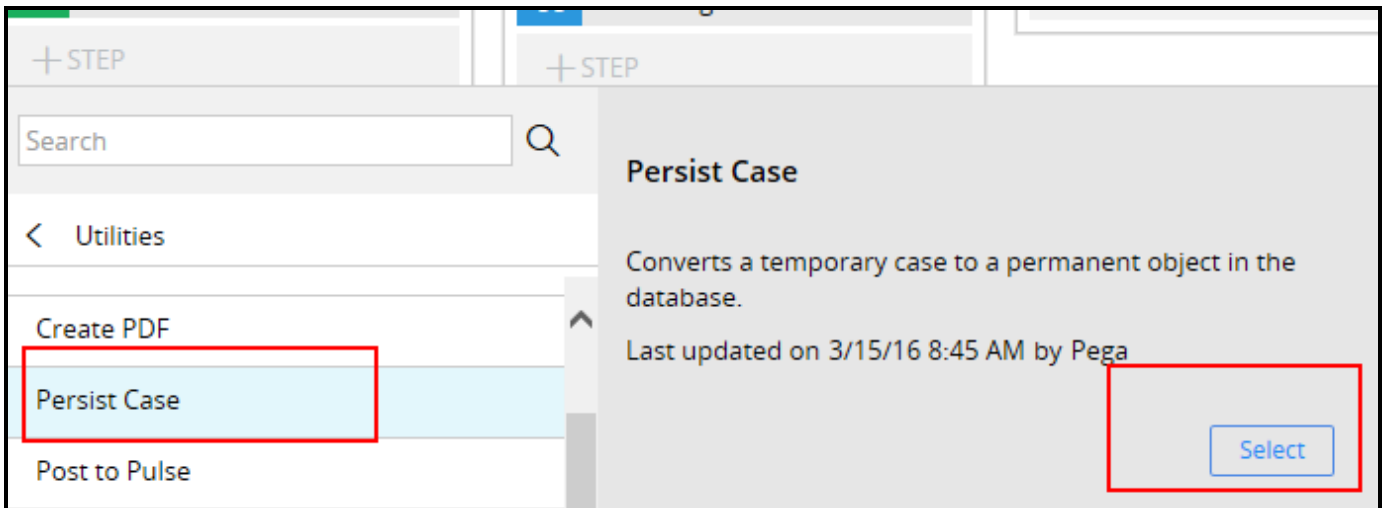 STEP
STEP
Search
Utilities
Create PDF
Persist Case
Post to Pulse
Persist Case
Converts a temporary case to a permanent object in the
database.
Last updated on 3/15/16 8:45 AM by Pega
Select